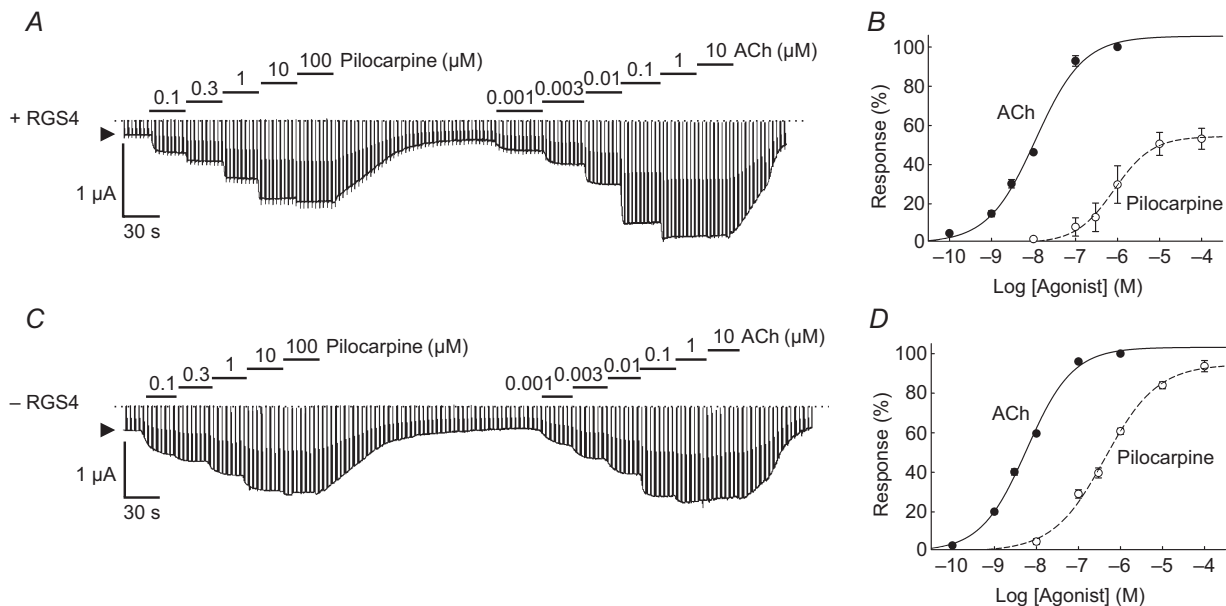 A
Pilocarpine (μM)
0.1
0.3
1
10
100
ACh (μM)
0.001
0.003
0.01
0.1
1
10
+ RGS4
1 μA
30 s
B
Response (%)
100
80
60
40
20
0
ACh
Pilocarpine
–10 –9 –8 –7 –6 –5 –4
Log [Agonist] (M)
C
Pilocarpine (μM)
0.1
0.3
1
10
100
ACh (μM)
0.001
0.003
0.01
0.1
1
10
– RGS4
1 μA
30 s
D
Response (%)
100
80
60
40
20
0
ACh
Pilocarpine
–10 –9 –8 –7 –6 –5 –4
Log [Agonist] (M)